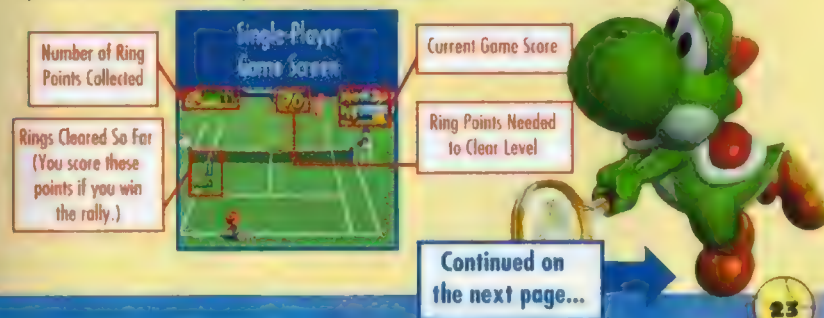 Single-Player
Game Screen
Number of Ring
Points Collected
Current Game Score
Rings Cleared So Far
(You score these
points if you win
the rally.)
Ring Points Needed
to Clear Level
Continued on
the next page...
23